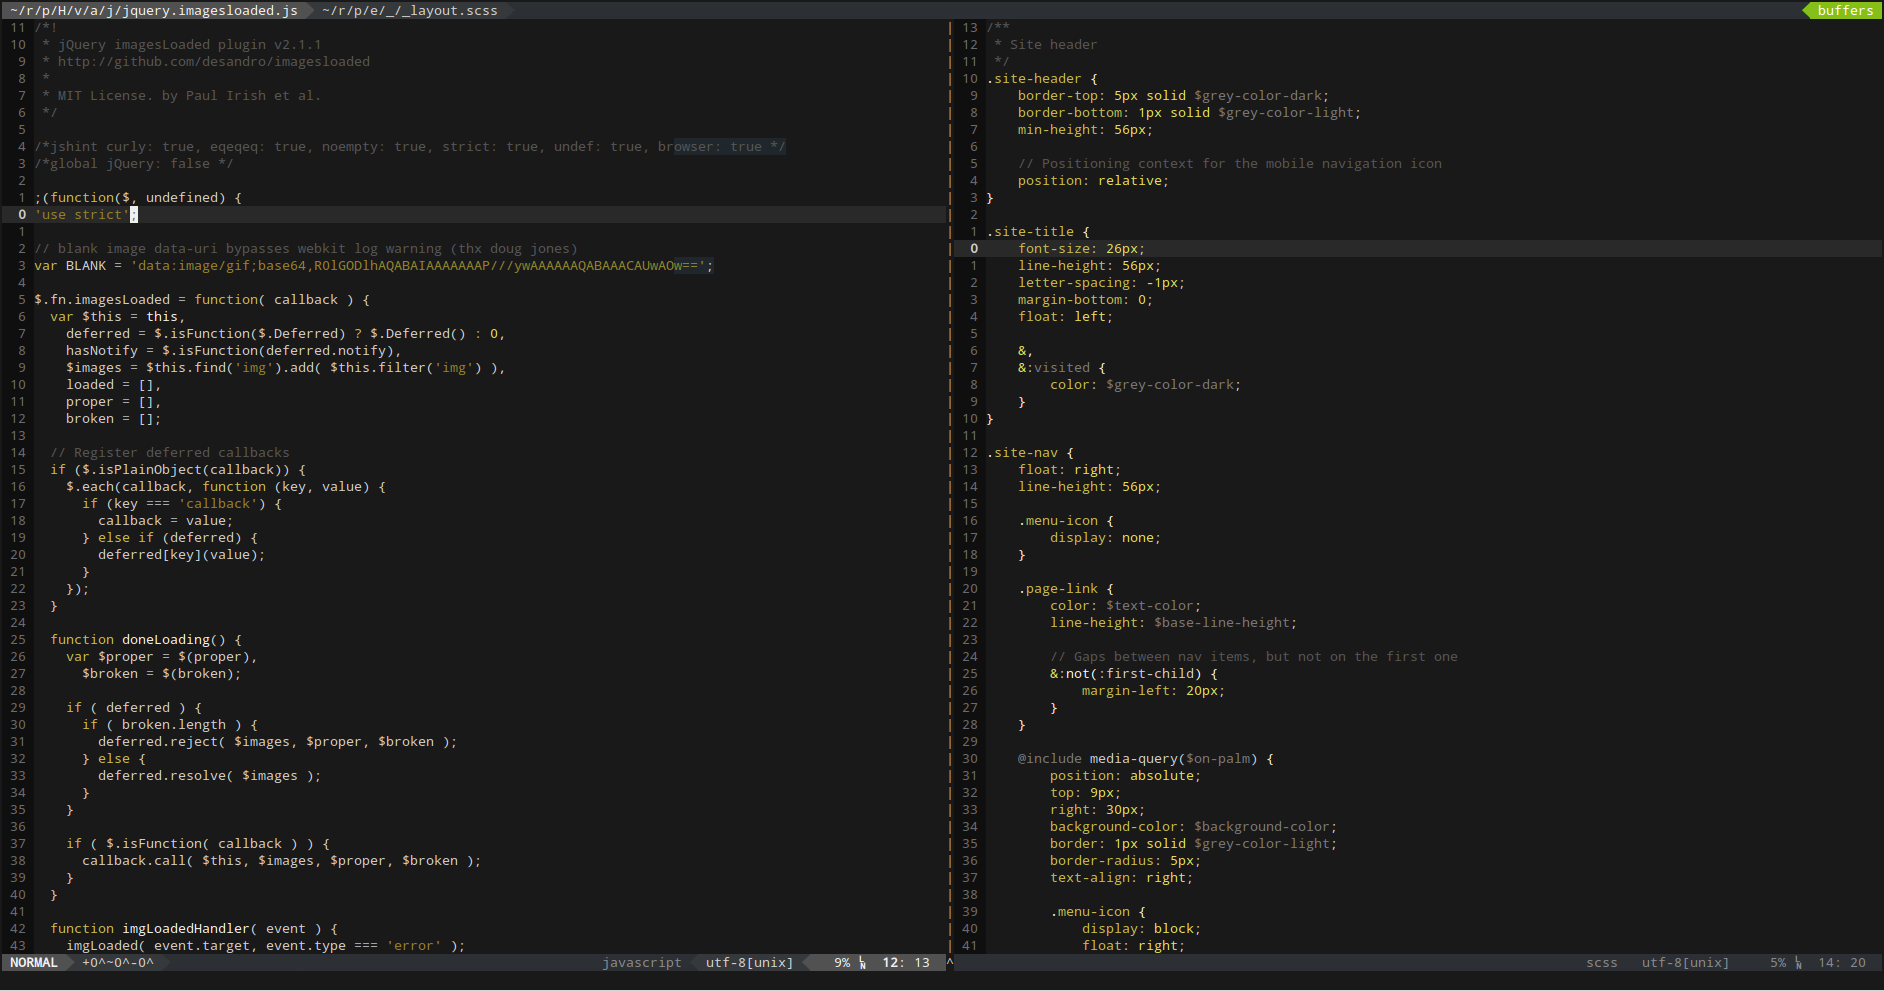 ~/r/p/H/v/a/j/jquery.imagesloaded.js ~/r/p/e/_/_layout.scss buffers
11 /*!
10  * jQuery imagesLoaded plugin v2.1.1
9  * http://github.com/desandro/imagesloaded
8  *
7  * MIT License. by Paul Irish et al.
6  */
5
4 /*jshint curly: true, eqeqeq: true, noempty: true, strict: true, undef: true, browser: true */
3 /*global jQuery: false */
2
1 ;(function($, undefined) {
0 'use strict';
1
2 // blank image data-uri bypasses webkit log warning (thx doug jones)
3 var BLANK = 'data:image/gif;base64,R0lGODlhAQABAIAAAAAAAP///ywAAAAAAQABAAACAUwAOw==';
4
5 $.fn.imagesLoaded = function( callback ) {
6   var $this = this,
7     deferred = $.isFunction($.Deferred) ? $.Deferred() : 0,
8     hasNotify = $.isFunction(deferred.notify),
9     $images = $this.find('img').add( $this.filter('img') ),
10     loaded = [],
11     proper = [],
12     broken = [];
13
14   // Register deferred callbacks
15   if ($.isPlainObject(callback)) {
16     $.each(callback, function (key, value) {
17       if (key === 'callback') {
18         callback = value;
19       } else if (deferred) {
20         deferred[key](value);
21       }
22     });
23   }
24
25   function doneLoading() {
26     var $proper = $(proper),
27       $broken = $(broken);
28
29     if ( deferred ) {
30       if ( broken.length ) {
31         deferred.reject( $images, $proper, $broken );
32       } else {
33         deferred.resolve( $images );
34       }
35     }
36
37     if ( $.isFunction( callback ) ) {
38       callback.call( $this, $images, $proper, $broken );
39     }
40   }
41
42   function imgLoadedHandler( event ) {
43     imgLoaded( event.target, event.type === 'error' );
NORMAL +0^~0^-0^ javascript utf-8[unix] 9% LN 12: 13 ^
13 /**
12  * Site header
11  */
10 .site-header {
9     border-top: 5px solid $grey-color-dark;
8     border-bottom: 1px solid $grey-color-light;
7     min-height: 56px;
6
5     // Positioning context for the mobile navigation icon
4     position: relative;
3 }
2
1 .site-title {
0     font-size: 26px;
1     line-height: 56px;
2     letter-spacing: -1px;
3     margin-bottom: 0;
4     float: left;
5
6     &,
7     &:visited {
8         color: $grey-color-dark;
9     }
10 }
11
12 .site-nav {
13     float: right;
14     line-height: 56px;
15
16     .menu-icon {
17         display: none;
18     }
19
20     .page-link {
21         color: $text-color;
22         line-height: $base-line-height;
23
24         // Gaps between nav items, but not on the first one
25         &:not(:first-child) {
26             margin-left: 20px;
27         }
28     }
29
30     @include media-query($on-palm) {
31         position: absolute;
32         top: 9px;
33         right: 30px;
34         background-color: $background-color;
35         border: 1px solid $grey-color-light;
36         border-radius: 5px;
37         text-align: right;
38
39         .menu-icon {
40             display: block;
41             float: right;
scss utf-8[unix] 5% LN 14: 20